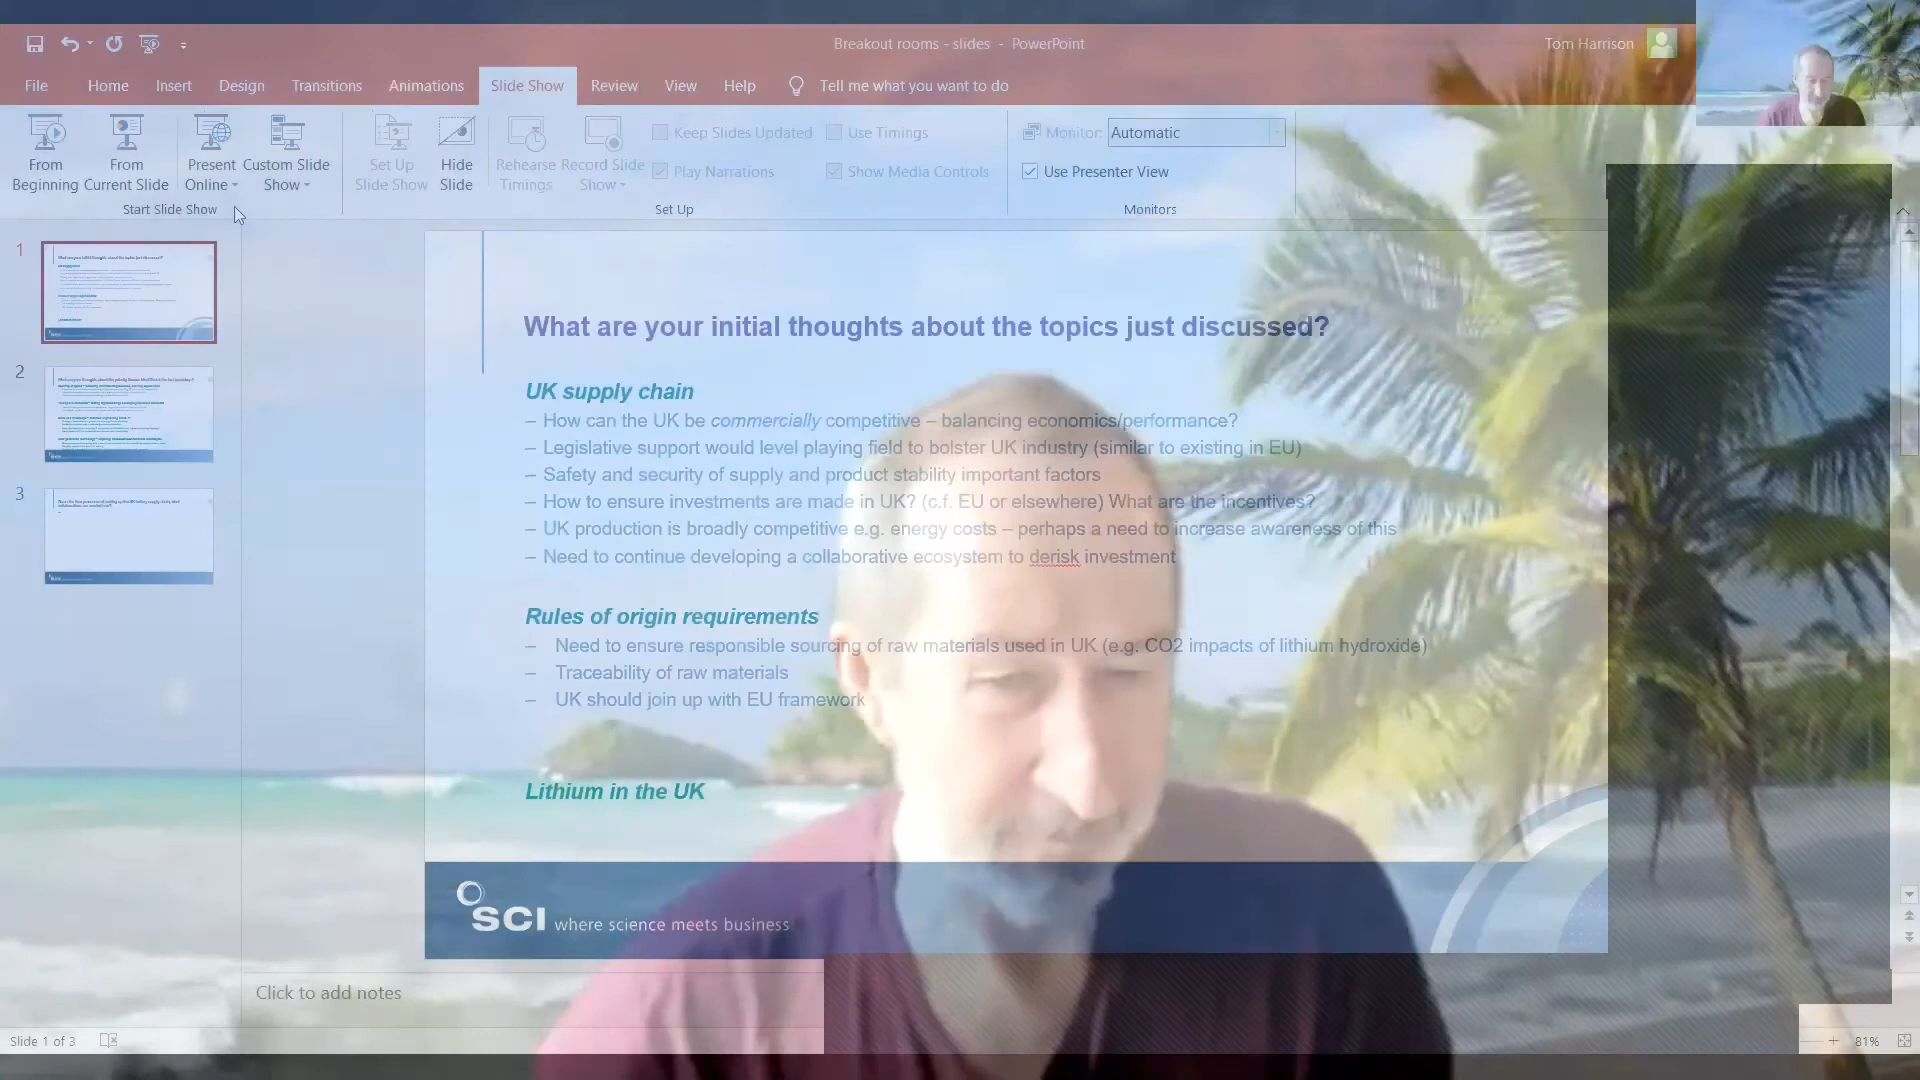 Breakout rooms - slides - PowerPoint
Tom Harrison
File Home Insert Design Transitions Animations Slide Show Review View Help Tell me what you want to do
From Beginning
From Current Slide
Present Online
Custom Slide Show
Start Slide Show
Set Up Slide Show
Hide Slide
Rehearse Timings
Record Slide Show
Keep Slides Updated
Play Narrations
Use Timings
Show Media Controls
Set Up
Monitor: Automatic
Use Presenter View
Monitors
1
2
3
What are your initial thoughts about the topics just discussed?
UK supply chain
– How can the UK be commercially competitive – balancing economics/performance?
– Legislative support would level playing field to bolster UK industry (similar to existing in EU)
– Safety and security of supply and product stability important factors
– How to ensure investments are made in UK? (c.f. EU or elsewhere) What are the incentives?
– UK production is broadly competitive e.g. energy costs – perhaps a need to increase awareness of this
– Need to continue developing a collaborative ecosystem to derisk investment
Rules of origin requirements
– Need to ensure responsible sourcing of raw materials used in UK (e.g. CO2 impacts of lithium hydroxide)
– Traceability of raw materials
– UK should join up with EU framework
Lithium in the UK
SCI where science meets business
Click to add notes
Slide 1 of 3
81%